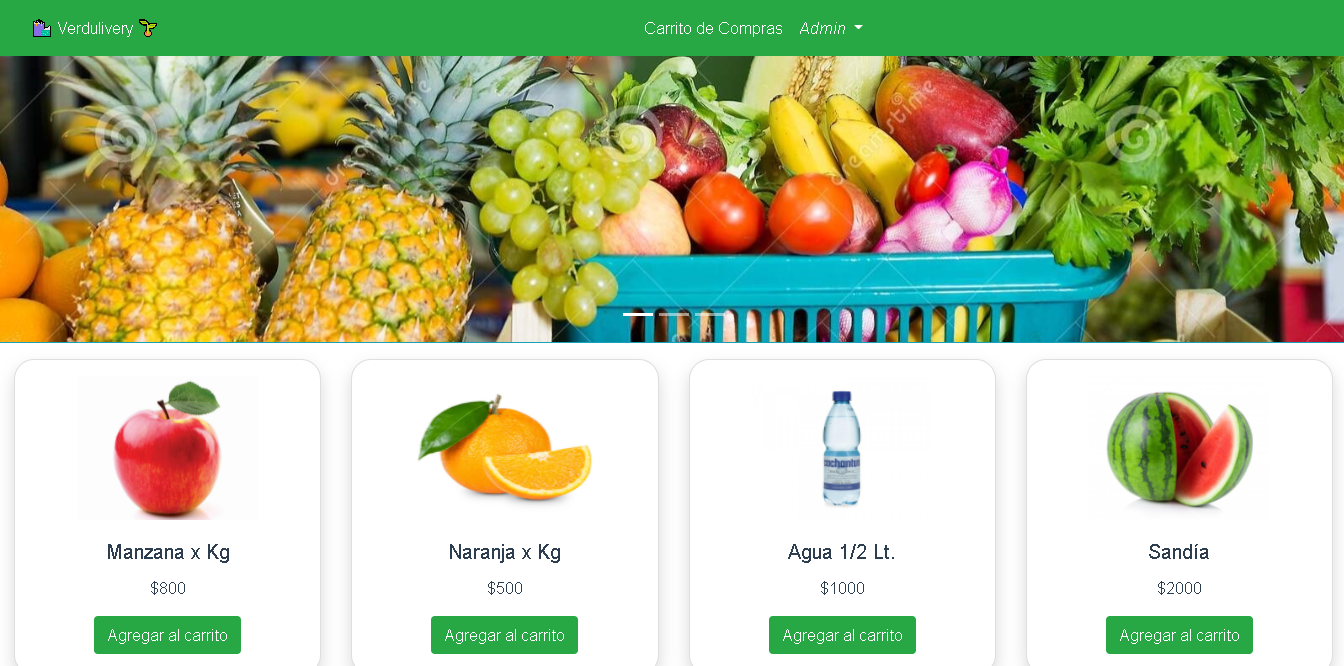 Verdulivery
Carrito de Compras
Admin
dreamstime
Manzana x Kg
$800
Agregar al carrito
Naranja x Kg
$500
Agregar al carrito
Agua 1/2 Lt.
$1000
Agregar al carrito
Sandía
$2000
Agregar al carrito